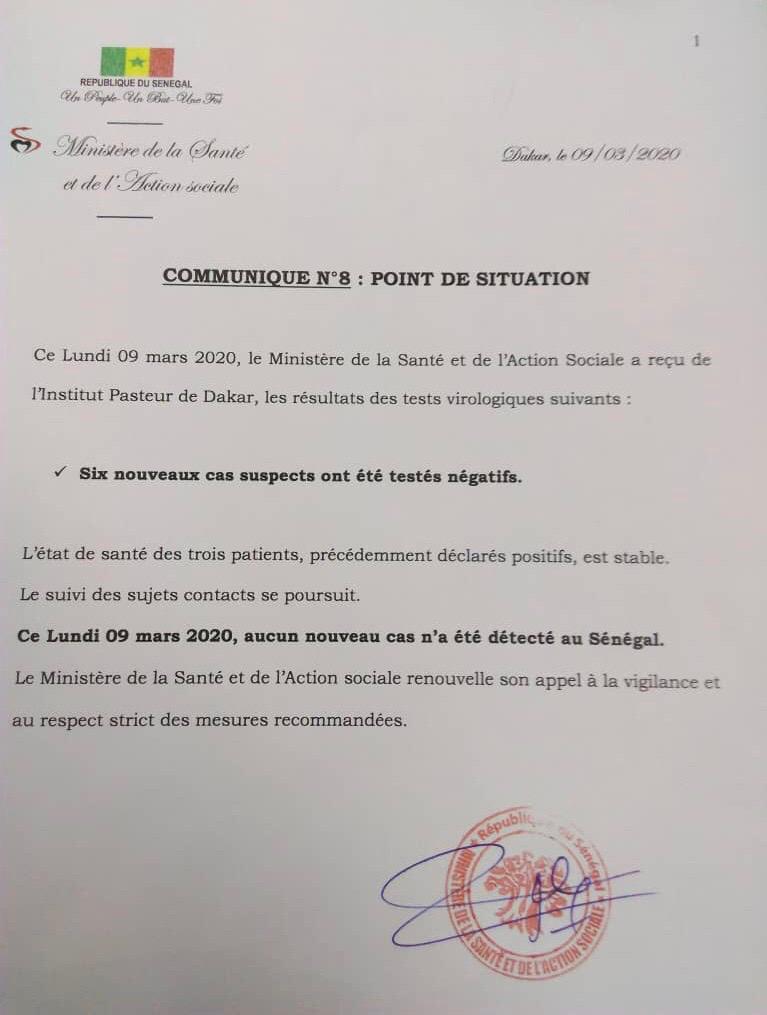 1
REPUBLIQUE DU SENEGAL
Un Peuple-Un But-Une Foi
Ministère de la Santé
et de l'Action sociale
Dakar, le 09/03/2020
COMMUNIQUE N°8 : POINT DE SITUATION
Ce Lundi 09 mars 2020, le Ministère de la Santé et de l'Action Sociale a reçu de
l'Institut Pasteur de Dakar, les résultats des tests virologiques suivants :
✓ Six nouveaux cas suspects ont été testés négatifs.
L'état de santé des trois patients, précédemment déclarés positifs, est stable.
Le suivi des sujets contacts se poursuit.
Ce Lundi 09 mars 2020, aucun nouveau cas n'a été détecté au Sénégal.
Le Ministère de la Santé et de l'Action sociale renouvelle son appel à la vigilance et
au respect strict des mesures recommandées.
République du Sénégal
MINISTERE DE LA SANTÉ ET DE L'ACTION SOCIALE